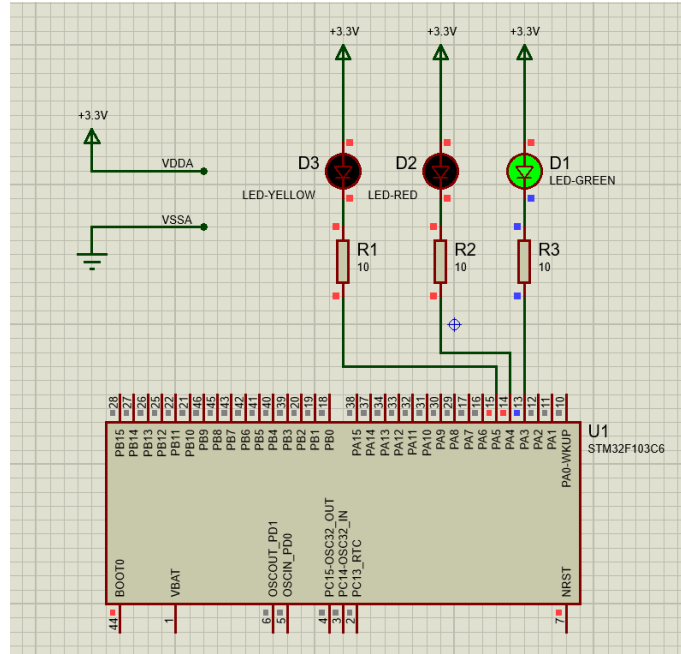 +3.3V
+3.3V
+3.3V
+3.3V
VDDA
D3
LED-YELLOW
D2
LED-RED
D1
LED-GREEN
VSSA
R1
10
R2
10
R3
10
28
27
26
25
22
21
46
45
43
42
41
40
39
20
19
18
38
37
34
33
32
31
30
29
17
16
15
14
13
12
11
10
PB15
PB14
PB13
PB12
PB11
PB10
PB9
PB8
PB7
PB6
PB5
PB4
PB3
PB2
PB1
PB0
PA15
PA14
PA13
PA12
PA11
PA10
PA9
PA8
PA7
PA6
PA5
PA4
PA3
PA2
PA1
PA0-WKUP
U1
STM32F103C6
BOOT0
VBAT
OSCOUT_PD1
OSCIN_PD0
PC15-OSC32_OUT
PC14-OSC32_IN
PC13_RTC
NRST
44
1
6
5
4
3
2
7